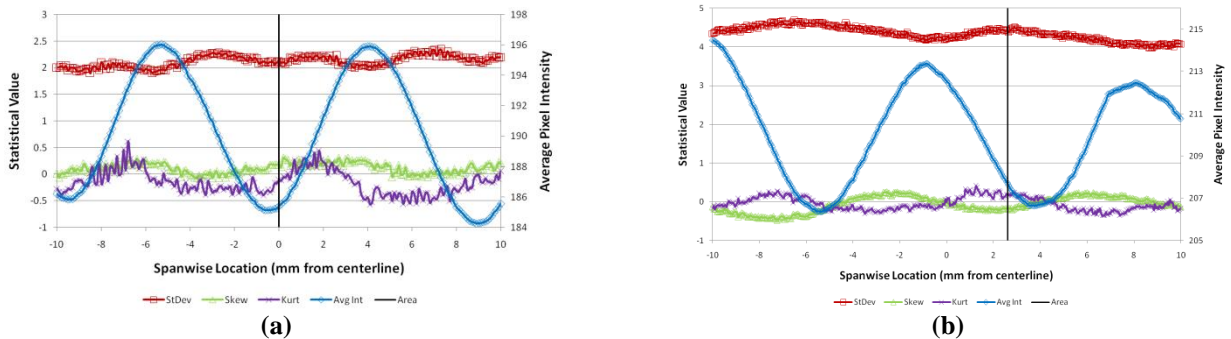 3
2.5
2
1.5
1
0.5
0
-0.5
-1
Statistical Value
198
196
194
192
190
188
186
184
Average Pixel Intensity
-10 -8 -6 -4 -2 0 2 4 6 8 10
Spanwise Location (mm from centerline)
StDev Skew Kurt Avg Int Area
(a)
5
4
3
2
1
0
-1
Statistical Value
215
213
211
209
207
205
Average Pixel Intensity
-10 -8 -6 -4 -2 0 2 4 6 8 10
Spanwise Location (mm from centerline)
StDev Skew Kurt Avg Int Area
(b)